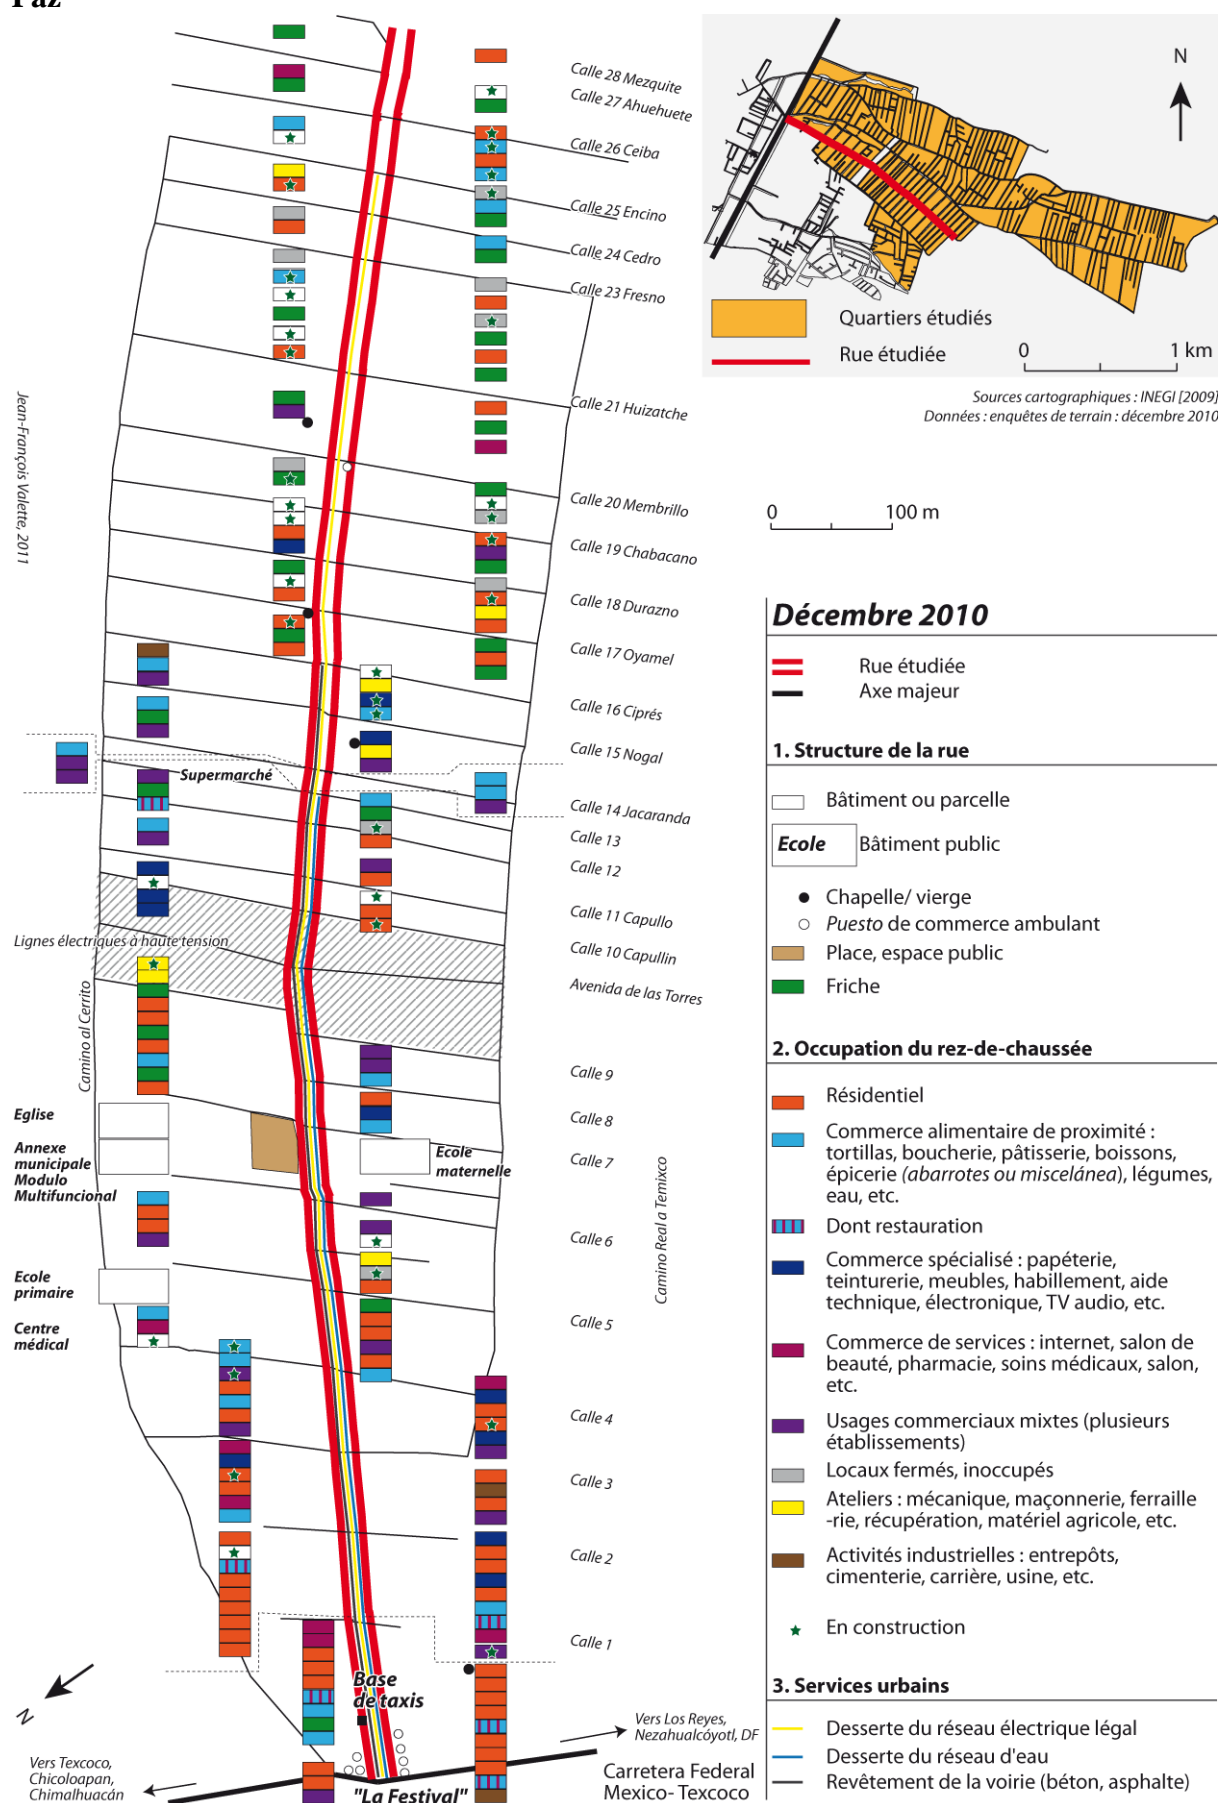 Paz
Calle 28 Mezquite
Calle 27 Ahuehuete
Calle 26 Ceiba
Calle 25 Encino
Calle 24 Cedro
Calle 23 Fresno
Calle 21 Huizatche
Calle 20 Membrillo
Calle 19 Chabacano
Calle 18 Durazno
Calle 17 Oyamel
Calle 16 Ciprés
Calle 15 Nogal
Calle 14 Jacaranda
Calle 13
Calle 12
Calle 11 Capullo
Calle 10 Capullin
Avenida de las Torres
Calle 9
Calle 8
Calle 7
Calle 6
Calle 5
Calle 4
Calle 3
Calle 2
Calle 1
Jean-François Valette, 2011
Supermarché
Lignes électriques à haute tension
Camino al Cerrito
Eglise
Annexe
municipale
Modulo
Multifuncional
Ecole
maternelle
Ecole
primaire
Centre
médical
Camino Real a Temixco
Base
de taxis
N
Vers Texcoco,
Chicoloapan,
Chimalhuacán
"La Festival"
Vers Los Reyes,
Nezahualcóyotl, DF
Carretera Federal
Mexico- Texcoco
N
Quartiers étudiés
Rue étudiée
0 1 km
Sources cartographiques : INEGI [2009]
Données : enquêtes de terrain : décembre 2010
0 100 m
Décembre 2010
Rue étudiée
Axe majeur
1. Structure de la rue
Bâtiment ou parcelle
Ecole Bâtiment public
Chapelle/ vierge
Puesto de commerce ambulant
Place, espace public
Friche
2. Occupation du rez-de-chaussée
Résidentiel
Commerce alimentaire de proximité :
tortillas, boucherie, pâtisserie, boissons,
épicerie (abarrotes ou miscelánea), légumes,
eau, etc.
Dont restauration
Commerce spécialisé : papéterie,
teinturerie, meubles, habillement, aide
technique, électronique, TV audio, etc.
Commerce de services : internet, salon de
beauté, pharmacie, soins médicaux, salon,
etc.
Usages commerciaux mixtes (plusieurs
établissements)
Locaux fermés, inoccupés
Ateliers : mécanique, maçonnerie, ferraille
-rie, récupération, matériel agricole, etc.
Activités industrielles : entrepôts,
cimenterie, carrière, usine, etc.
En construction
3. Services urbains
Desserte du réseau électrique légal
Desserte du réseau d'eau
Revêtement de la voirie (béton, asphalte)